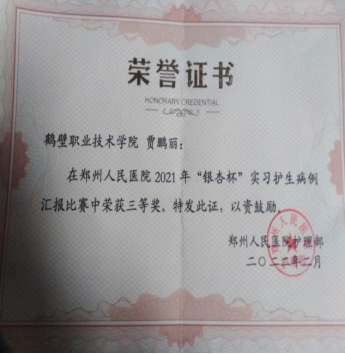 荣誉证书
HONORARY CREDENTIAL
鹤壁职业技术学院 贾鹏丽：
在郑州人民医院2021年“银杏杯”实习护生病例
汇报比赛中荣获三等奖。特发此证，以资鼓励。
郑州人民医院护理部
二〇二二年二月